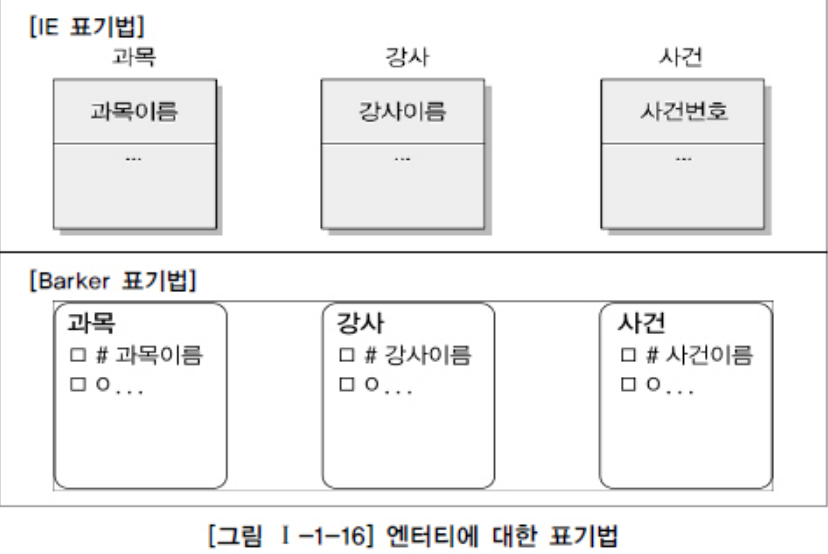 [IE 표기법]
과목 강사 사건
과목이름 강사이름 사건번호
... ... ...
[Barker 표기법]
과목 강사 사건
□ # 과목이름 □ # 강사이름 □ # 사건이름
□ ㅇ... □ ㅇ... □ ㅇ...
[그림 Ⅰ-1-16] 엔터티에 대한 표기법